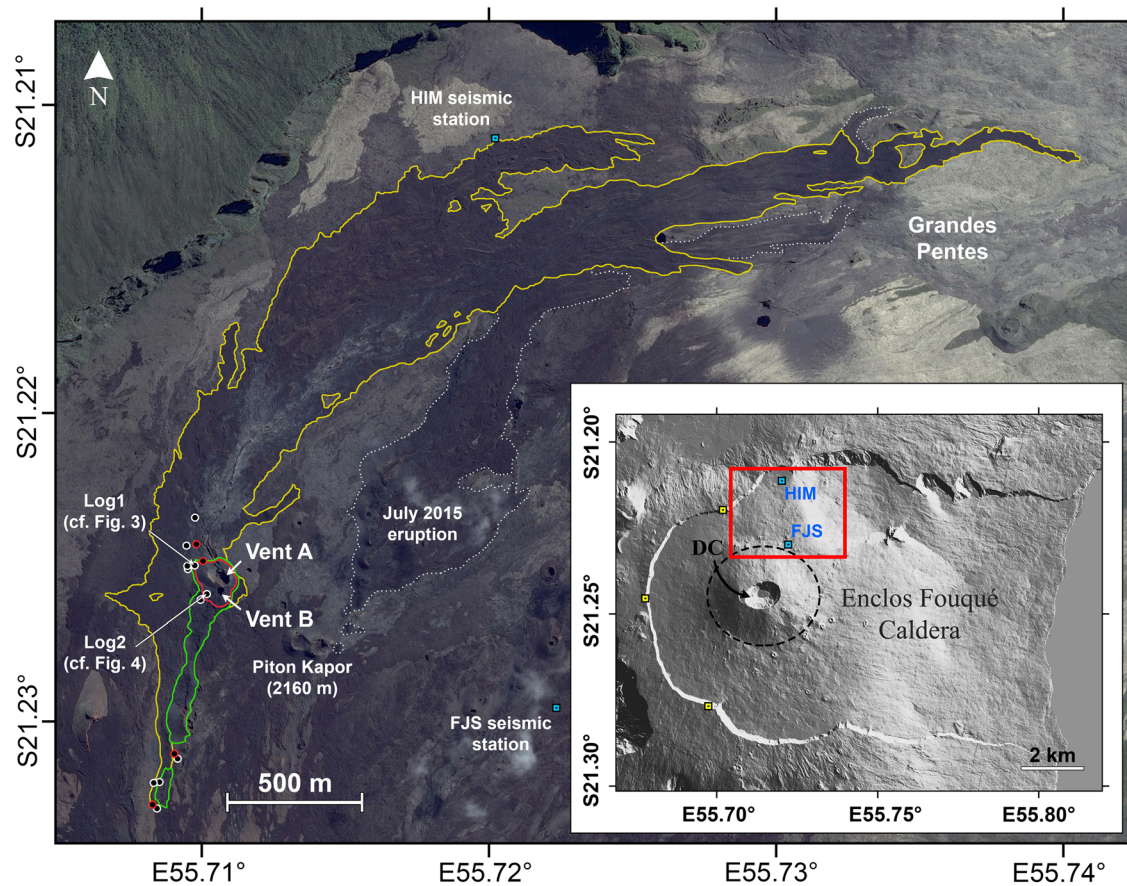 S21.21°
S21.22°
S21.23°
N
HIM seismic
station
Grandes
Pentes
Log1
(cf. Fig. 3)
Vent A
Vent B
July 2015
eruption
Log2
(cf. Fig. 4)
Piton Kapor
(2160 m)
FJS seismic
station
500 m
E55.71°
E55.72°
E55.73°
E55.74°
S21.20°
S21.25°
S21.30°
HIM
FJS
DC
Enclos Fouqué
Caldera
2 km
E55.70°
E55.75°
E55.80°